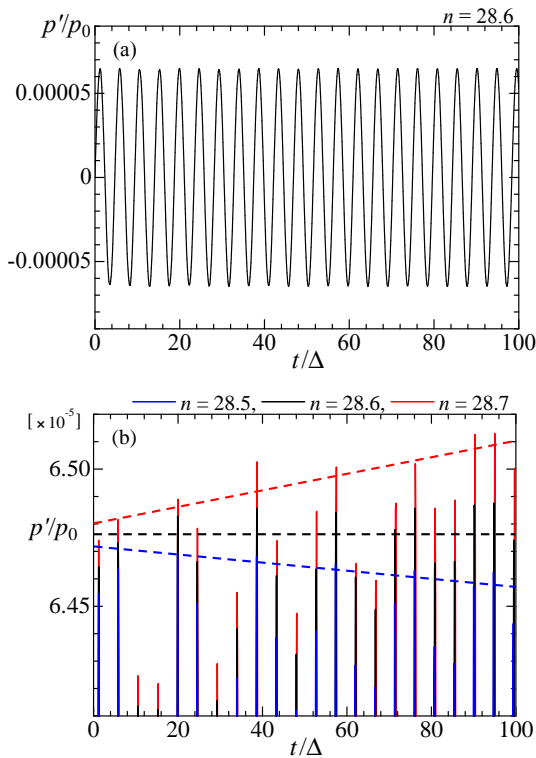 p′/p₀
n = 28.6
(a)
0.00005
0
-0.00005
0 20 40 60 80 100
t/Δ
n = 28.5, n = 28.6, n = 28.7
[×10⁻⁵]
(b)
6.50
p′/p₀
6.45
0 20 40 60 80 100
t/Δ